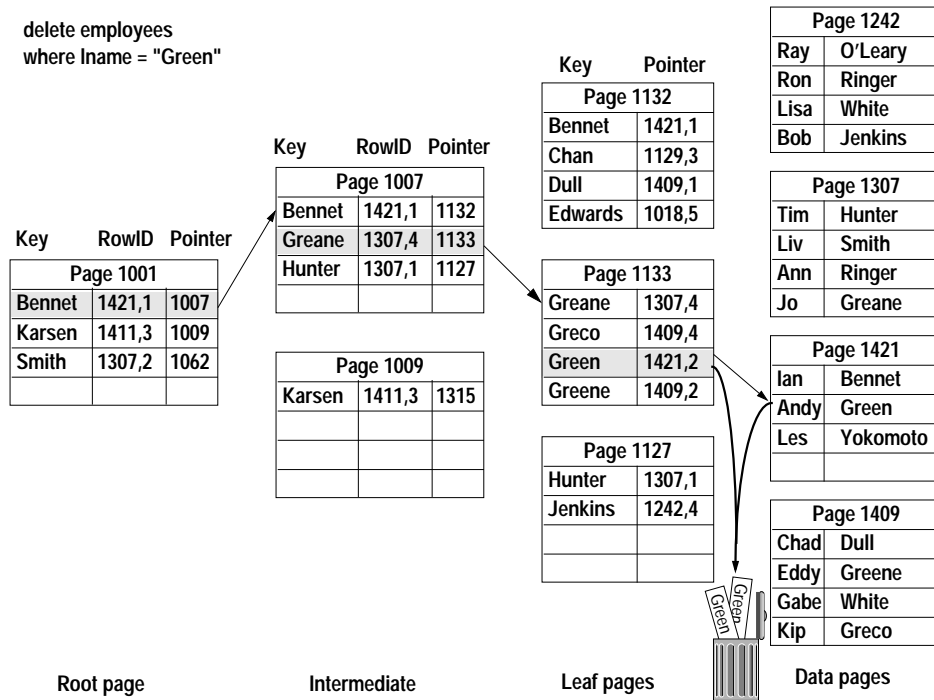 delete employees
where lname = "Green"
Key RowID Pointer
Page 1001
Bennet 1421,1 1007
Karsen 1411,3 1009
Smith 1307,2 1062
Root page
Key RowID Pointer
Page 1007
Bennet 1421,1 1132
Greane 1307,4 1133
Hunter 1307,1 1127
Page 1009
Karsen 1411,3 1315
Intermediate
Key Pointer
Page 1132
Bennet 1421,1
Chan 1129,3
Dull 1409,1
Edwards 1018,5
Page 1133
Greane 1307,4
Greco 1409,4
Green 1421,2
Greene 1409,2
Page 1127
Hunter 1307,1
Jenkins 1242,4
Leaf pages
Green
Green
Page 1242
Ray O'Leary
Ron Ringer
Lisa White
Bob Jenkins
Page 1307
Tim Hunter
Liv Smith
Ann Ringer
Jo Greane
Page 1421
Ian Bennet
Andy Green
Les Yokomoto
Page 1409
Chad Dull
Eddy Greene
Gabe White
Kip Greco
Data pages